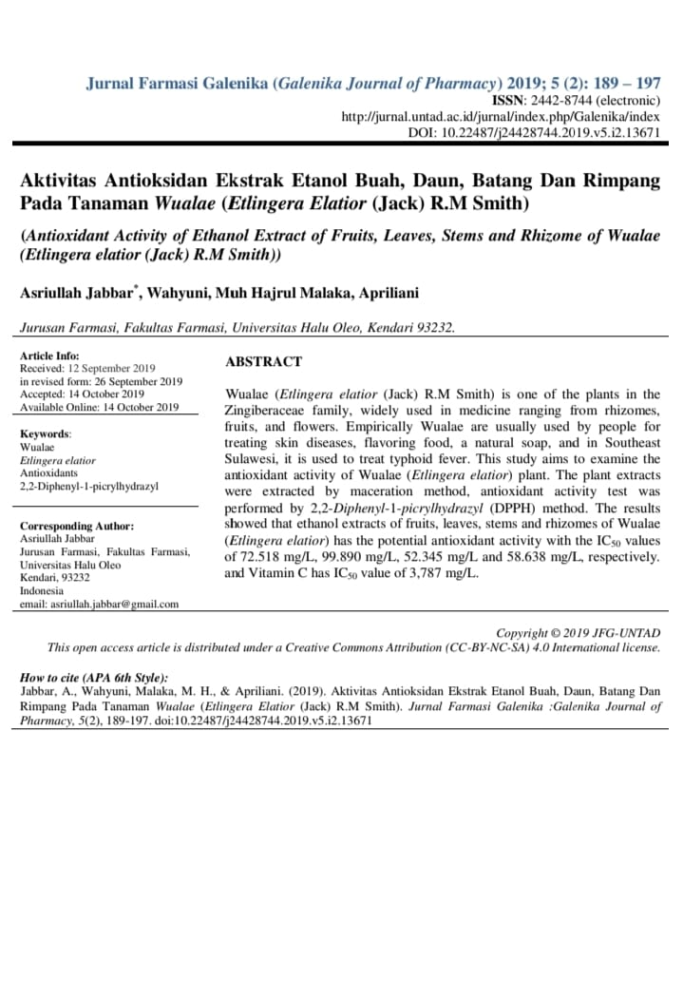 Jurnal Farmasi Galenika (Galenika Journal of Pharmacy) 2019; 5 (2): 189 – 197
ISSN: 2442-8744 (electronic)
http://jurnal.untad.ac.id/jurnal/index.php/Galenika/index
DOI: 10.22487/j24428744.2019.v5.i2.13671
Aktivitas Antioksidan Ekstrak Etanol Buah, Daun, Batang Dan Rimpang
Pada Tanaman Wualae (Etlingera Elatior (Jack) R.M Smith)
(Antioxidant Activity of Ethanol Extract of Fruits, Leaves, Stems and Rhizome of Wualae
(Etlingera elatior (Jack) R.M Smith))
Asriullah Jabbar*, Wahyuni, Muh Hajrul Malaka, Apriliani
Jurusan Farmasi, Fakultas Farmasi, Universitas Halu Oleo, Kendari 93232.
Article Info:
Received: 12 September 2019
in revised form: 26 September 2019
Accepted: 14 October 2019
Available Online: 14 October 2019
Keywords:
Wualae
Etlingera elatior
Antioxidants
2,2-Diphenyl-1-picrylhydrazyl
Corresponding Author:
Asriullah Jabbar
Jurusan Farmasi, Fakultas Farmasi,
Universitas Halu Oleo
Kendari, 93232
Indonesia
email: asriullah.jabbar@gmail.com
ABSTRACT
Wualae (Etlingera elatior (Jack) R.M Smith) is one of the plants in the
Zingiberaceae family, widely used in medicine ranging from rhizomes,
fruits, and flowers. Empirically Wualae are usually used by people for
treating skin diseases, flavoring food, a natural soap, and in Southeast
Sulawesi, it is used to treat typhoid fever. This study aims to examine the
antioxidant activity of Wualae (Etlingera elatior) plant. The plant extracts
were extracted by maceration method, antioxidant activity test was
performed by 2,2-Diphenyl-1-picrylhydrazyl (DPPH) method. The results
showed that ethanol extracts of fruits, leaves, stems and rhizomes of Wualae
(Etlingera elatior) has the potential antioxidant activity with the IC50 values
of 72.518 mg/L, 99.890 mg/L, 52.345 mg/L and 58.638 mg/L, respectively.
and Vitamin C has IC50 value of 3,787 mg/L.
Copyright © 2019 JFG-UNTAD
This open access article is distributed under a Creative Commons Attribution (CC-BY-NC-SA) 4.0 International license.
How to cite (APA 6th Style):
Jabbar, A., Wahyuni, Malaka, M. H., & Apriliani. (2019). Aktivitas Antioksidan Ekstrak Etanol Buah, Daun, Batang Dan
Rimpang Pada Tanaman Wualae (Etlingera Elatior (Jack) R.M Smith). Jurnal Farmasi Galenika :Galenika Journal of
Pharmacy, 5(2), 189-197. doi:10.22487/j24428744.2019.v5.i2.13671